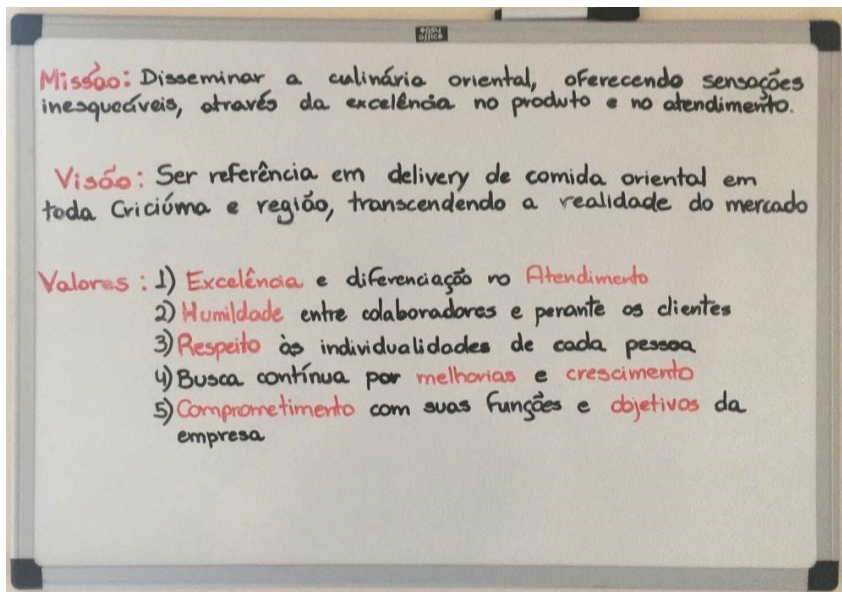 easy office
Missão: Disseminar a culinária oriental, oferecendo sensações
inesquecíveis, através da excelência no produto e no atendimento.
Visão: Ser referência em delivery de comida oriental em
toda Criciúma e região, transcendendo a realidade do mercado
Valores: 1) Excelência e diferenciação no Atendimento
2) Humildade entre colaboradores e perante os clientes
3) Respeito às individualidades de cada pessoa
4) Busca contínua por melhorias e crescimento
5) Comprometimento com suas funções e objetivos da
empresa